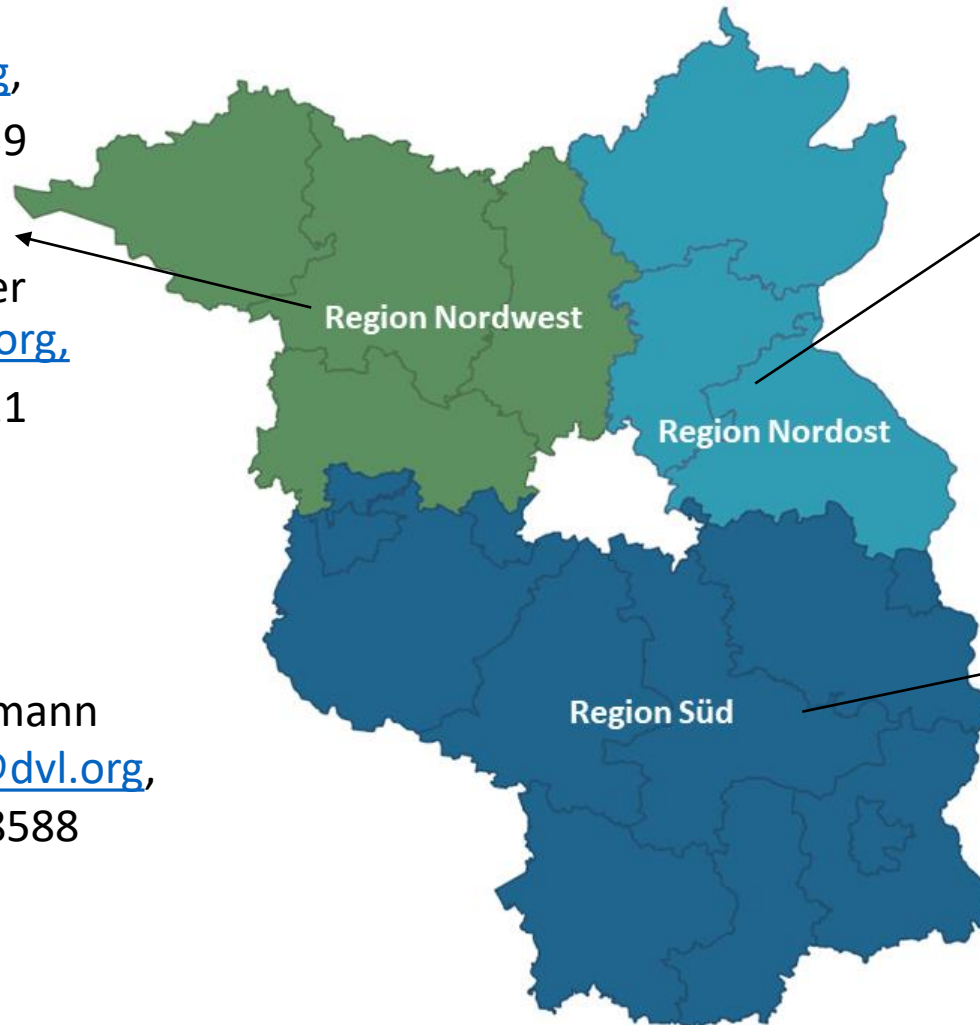 g,
9
er
org,
1
Region Nordwest
Region Nordost
Region Süd
mann
@dvl.org,
3588